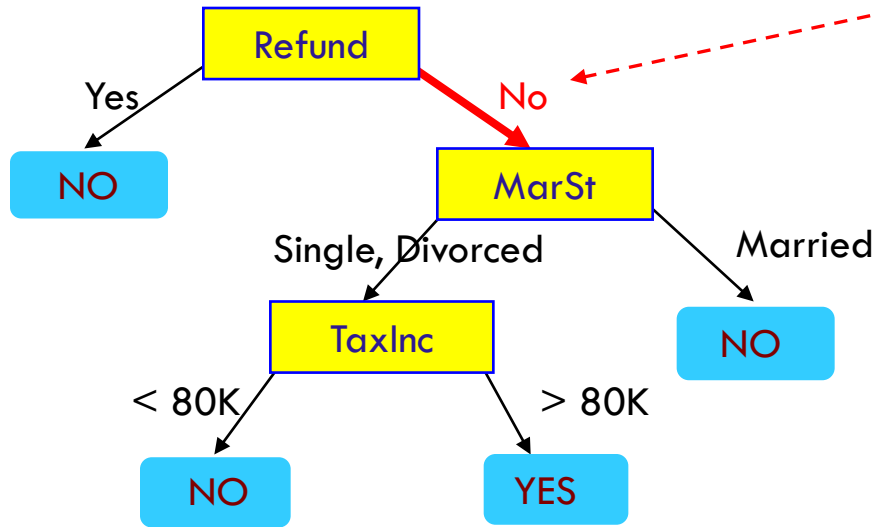 Refund
Yes
No
NO
MarSt
Single, Divorced
Married
TaxInc
NO
< 80K
> 80K
NO
YES